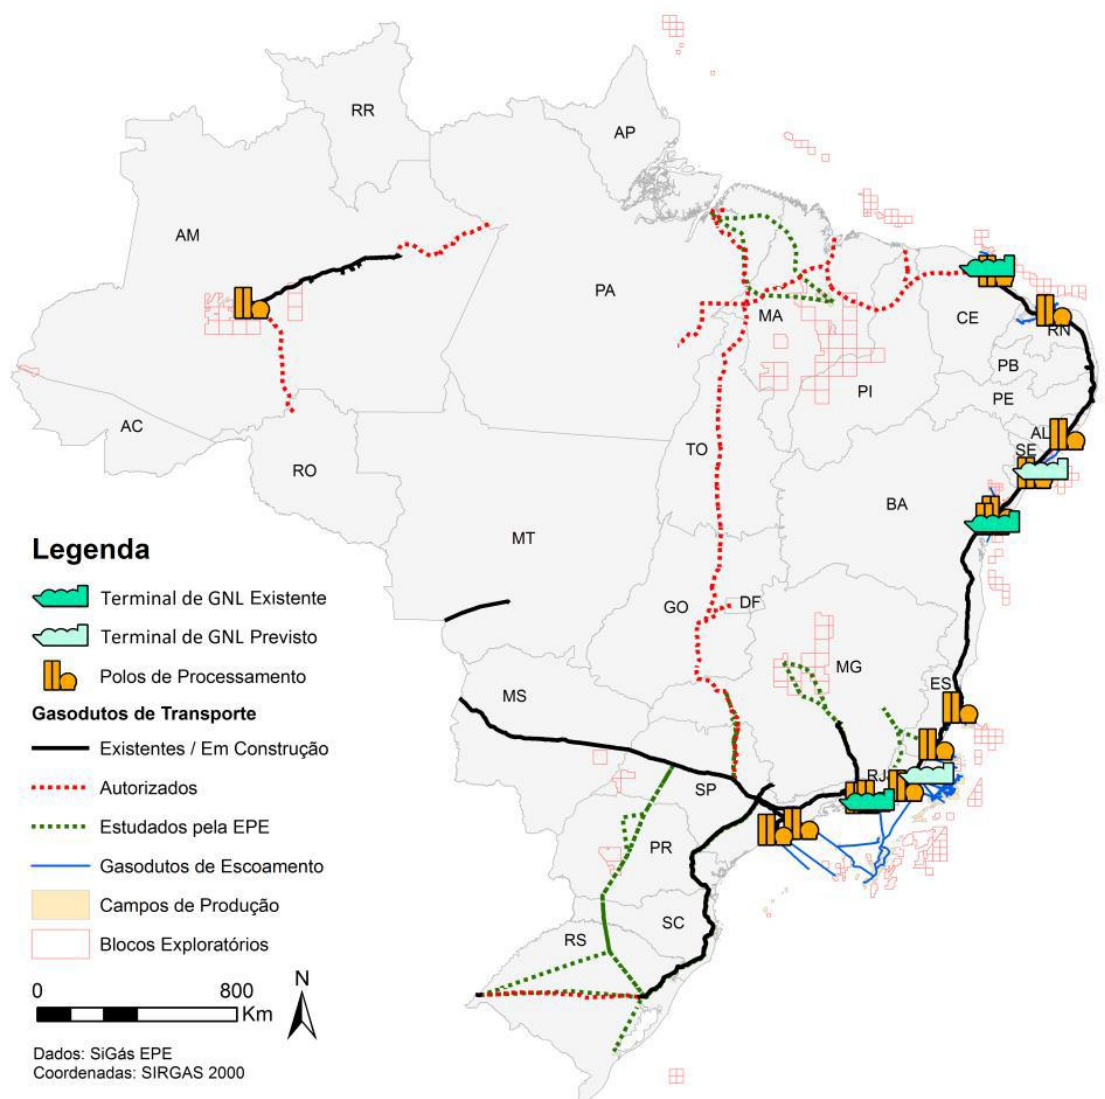 RR
AP
AM
PA
MA
CE
RN
PB
PE
PI
AL
SE
AC
RO
TO
BA
MT
GO
DF
MG
ES
MS
SP
RJ
PR
SC
RS
Legenda
Terminal de GNL Existente
Terminal de GNL Previsto
Polos de Processamento
Gasodutos de Transporte
Existentes / Em Construção
Autorizados
Estudados pela EPE
Gasodutos de Escoamento
Campos de Produção
Blocos Exploratórios
0 800
Km
N
Dados: SiGás EPE
Coordenadas: SIRGAS 2000